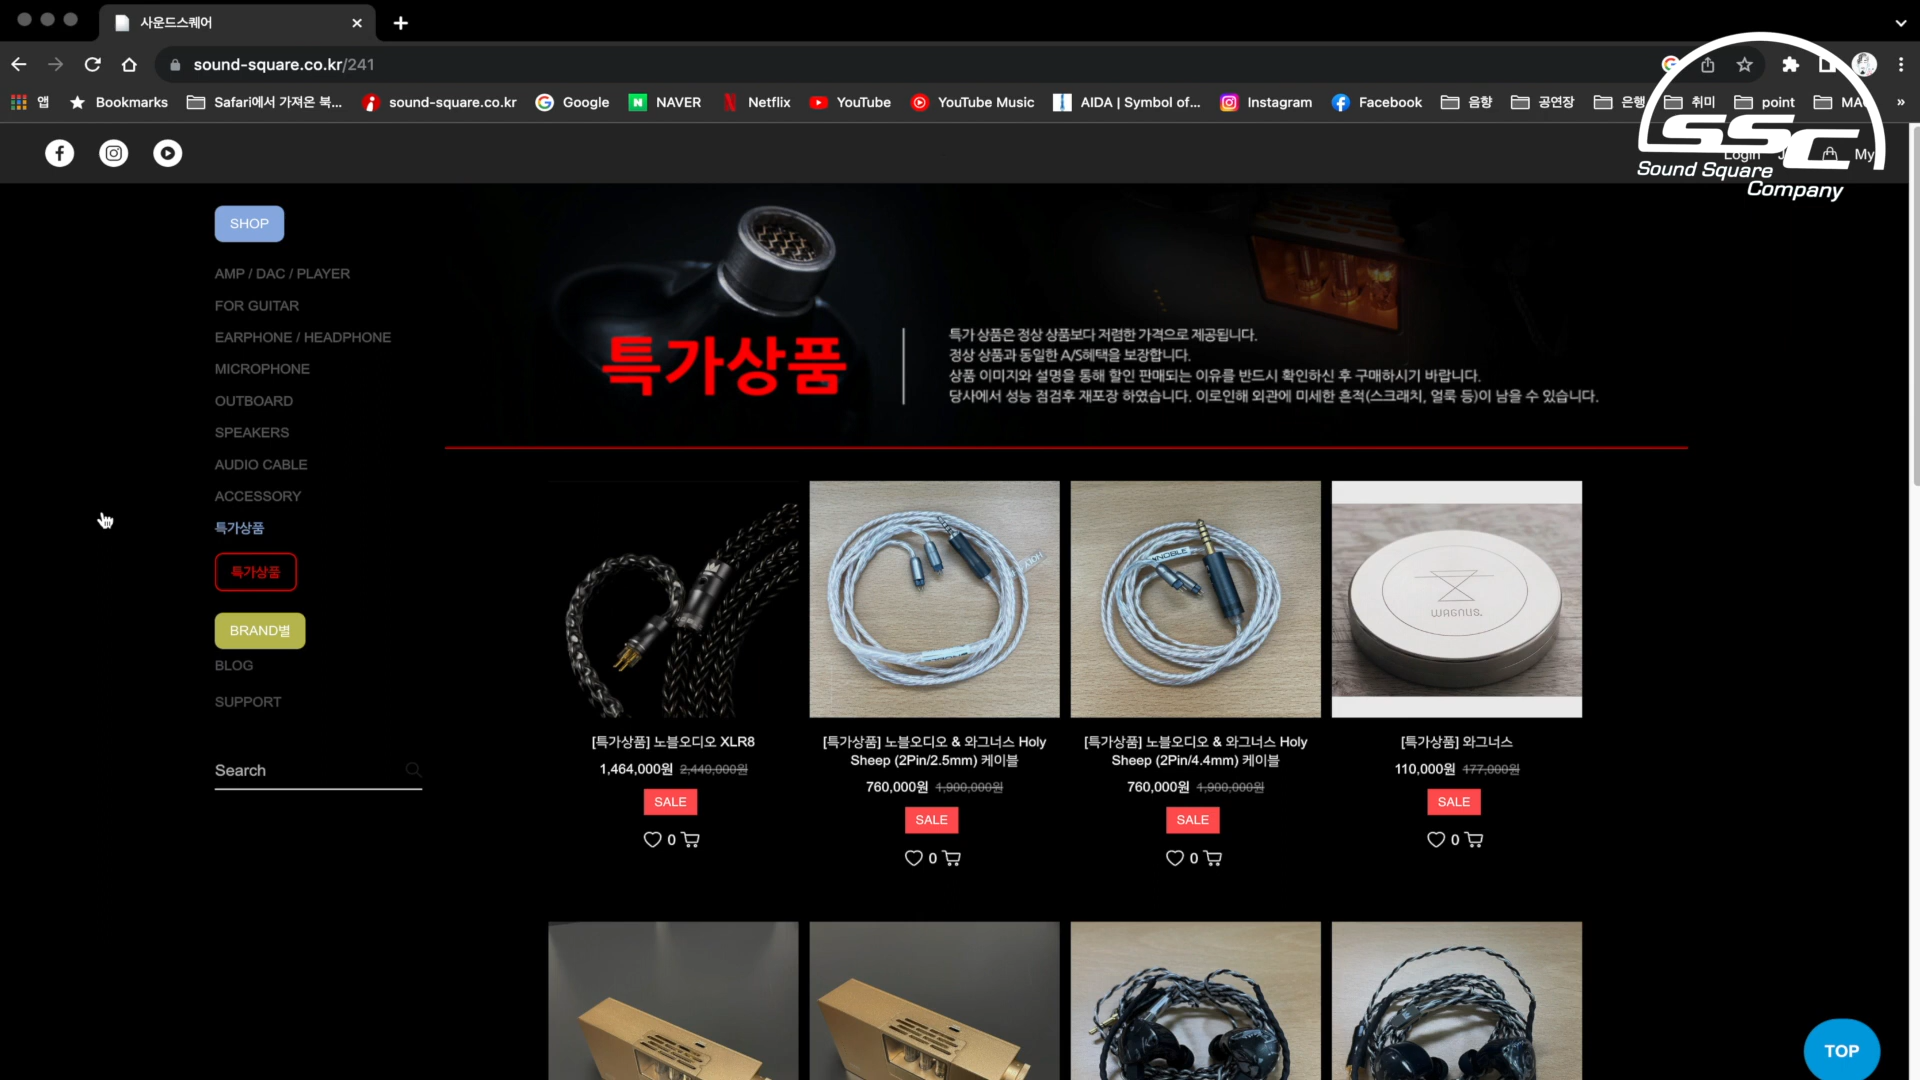 사운드스퀘어
sound-square.co.kr/241
앱 Bookmarks Safari에서 가져온 북... sound-square.co.kr Google NAVER Netflix YouTube YouTube Music AIDA | Symbol of... Instagram Facebook 음향 공연장 은행 취미 point »
Login My
SSC
Sound Square
Company
SHOP
AMP / DAC / PLAYER
FOR GUITAR
EARPHONE / HEADPHONE
MICROPHONE
OUTBOARD
SPEAKERS
AUDIO CABLE
ACCESSORY
특가상품
특가상품
BRAND별
BLOG
SUPPORT
Search
특가상품
특가 상품은 정상 상품보다 저렴한 가격으로 제공됩니다.
정상 상품과 동일한 A/S혜택을 보장합니다.
상품 이미지와 설명을 통해 할인 판매되는 이유를 반드시 확인하신 후 구매하시기 바랍니다.
당사에서 성능 점검후 재포장 하였습니다. 이로인해 외관에 미세한 흔적(스크래치, 얼룩 등)이 남을 수 있습니다.
[특가상품] 노블오디오 XLR8
1,464,000원 2,440,000원
SALE
0
[특가상품] 노블오디오 & 와그너스 Holy
Sheep (2Pin/2.5mm) 케이블
760,000원 1,900,000원
SALE
0
NOBLE
[특가상품] 노블오디오 & 와그너스 Holy
Sheep (2Pin/4.4mm) 케이블
760,000원 1,900,000원
SALE
0
WAGNUS.
[특가상품] 와그너스
110,000원 177,000원
SALE
0
TOP